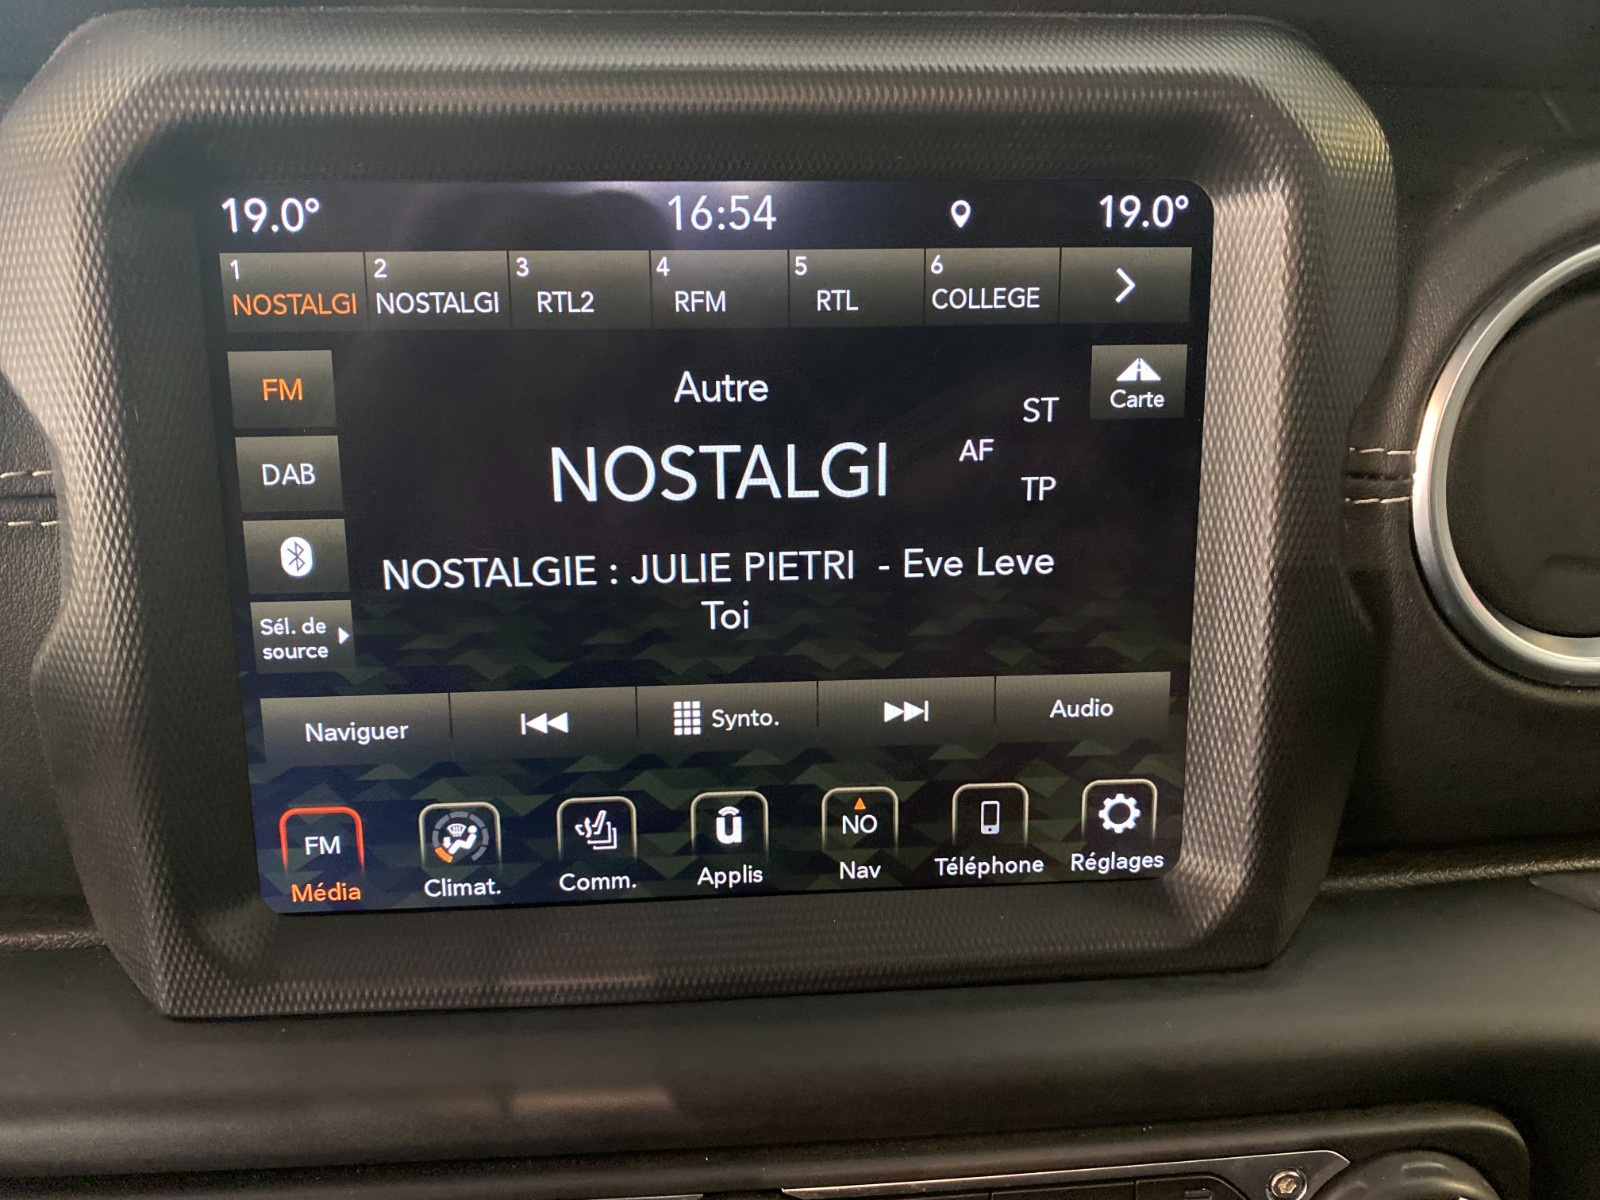 19.0° 16:54 19.0°
1 2 3 4 5 6
NOSTALGI NOSTALGI RTL2 RFM RTL COLLEGE
FM Autre Carte
ST
AF
DAB NOSTALGI TP
NOSTALGIE : JULIE PIETRI - Eve Leve
Toi
Sél. de
source
Naviguer Synto. Audio
FM û NO
Média Climat. Comm. Applis Nav Téléphone Réglages